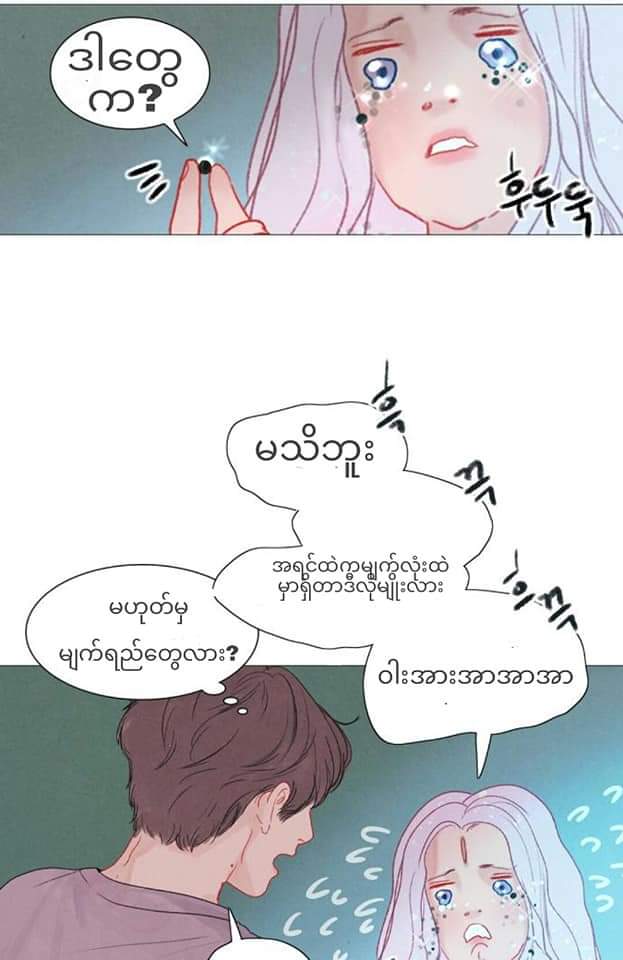 ဒါတွေ
က?
후두둑
흐
မသိဘူး
အရင်ထဲကမျက်လုံးထဲ
မှာရှိတာဒီလိုမျိုးလား
မဟုတ်မှ
မျက်ရည်တွေလား?
ဝါးအားအာအာအာ